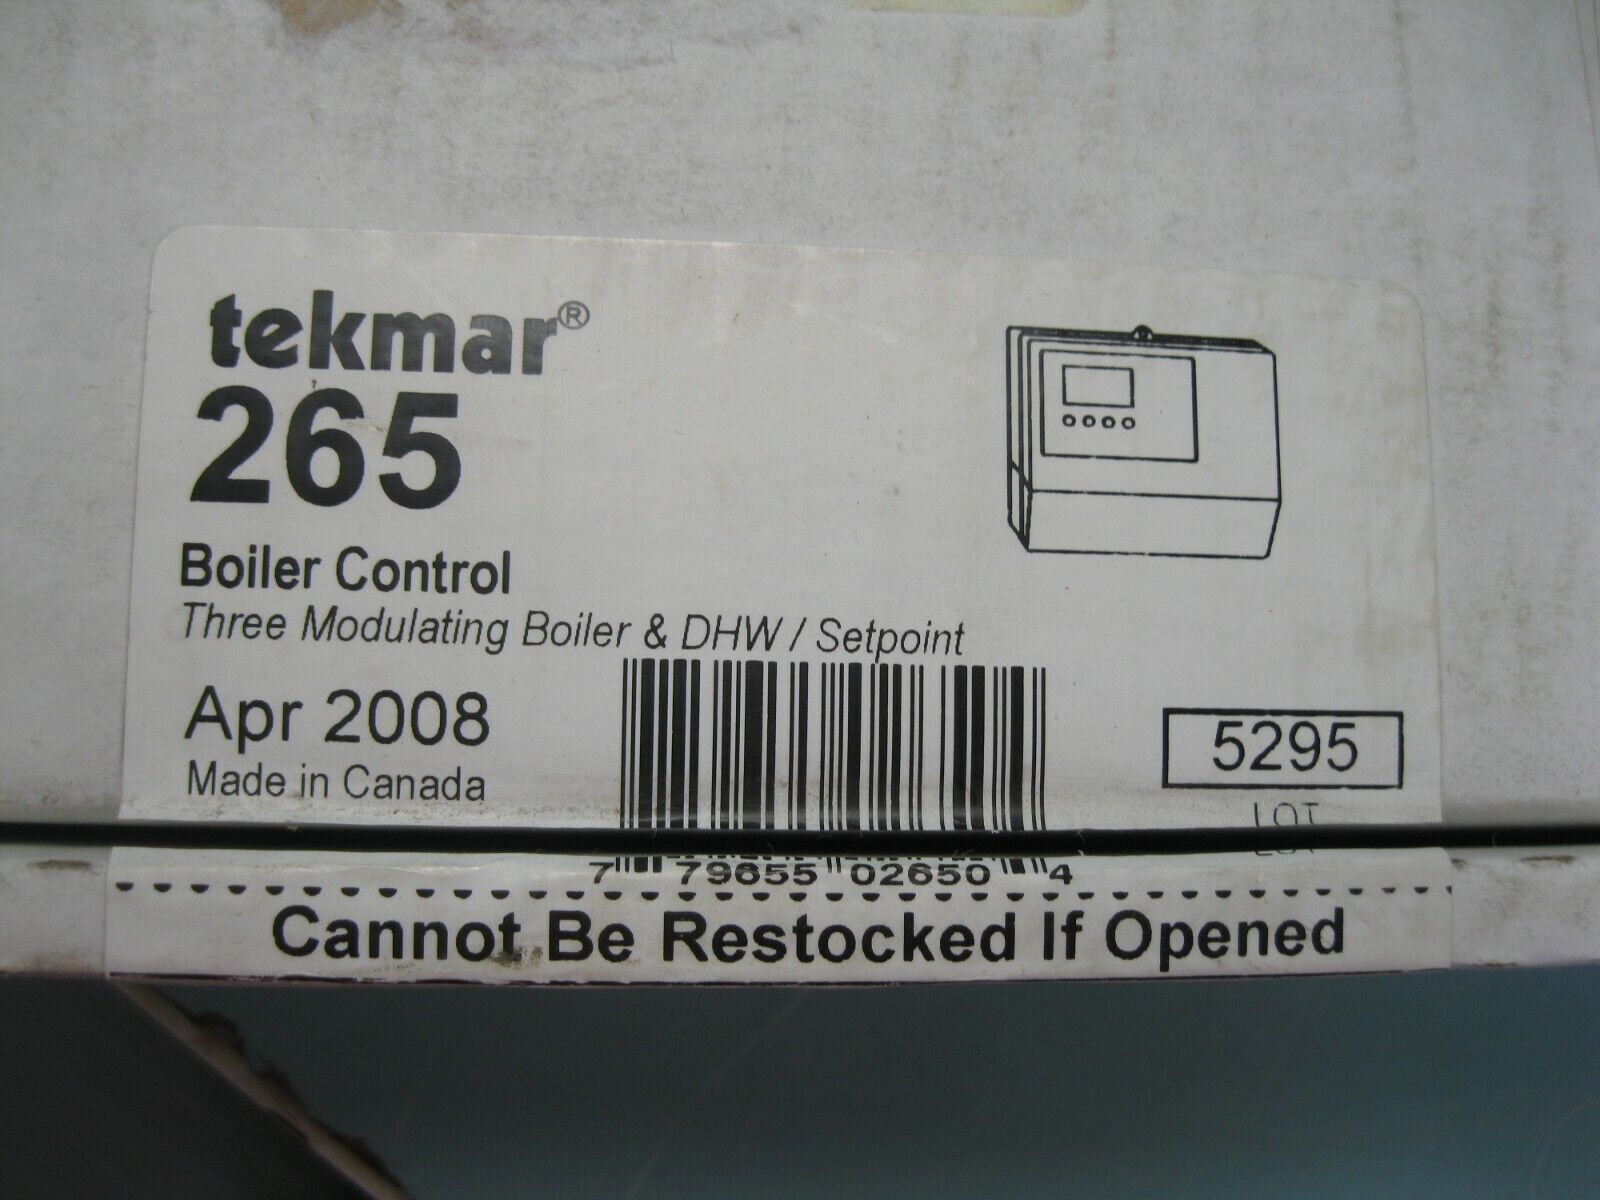 tekmar®
265
Boiler Control
Three Modulating Boiler & DHW / Setpoint
Apr 2008
Made in Canada
5295
LOT
7 79655 02650 4
Cannot Be Restocked If Opened